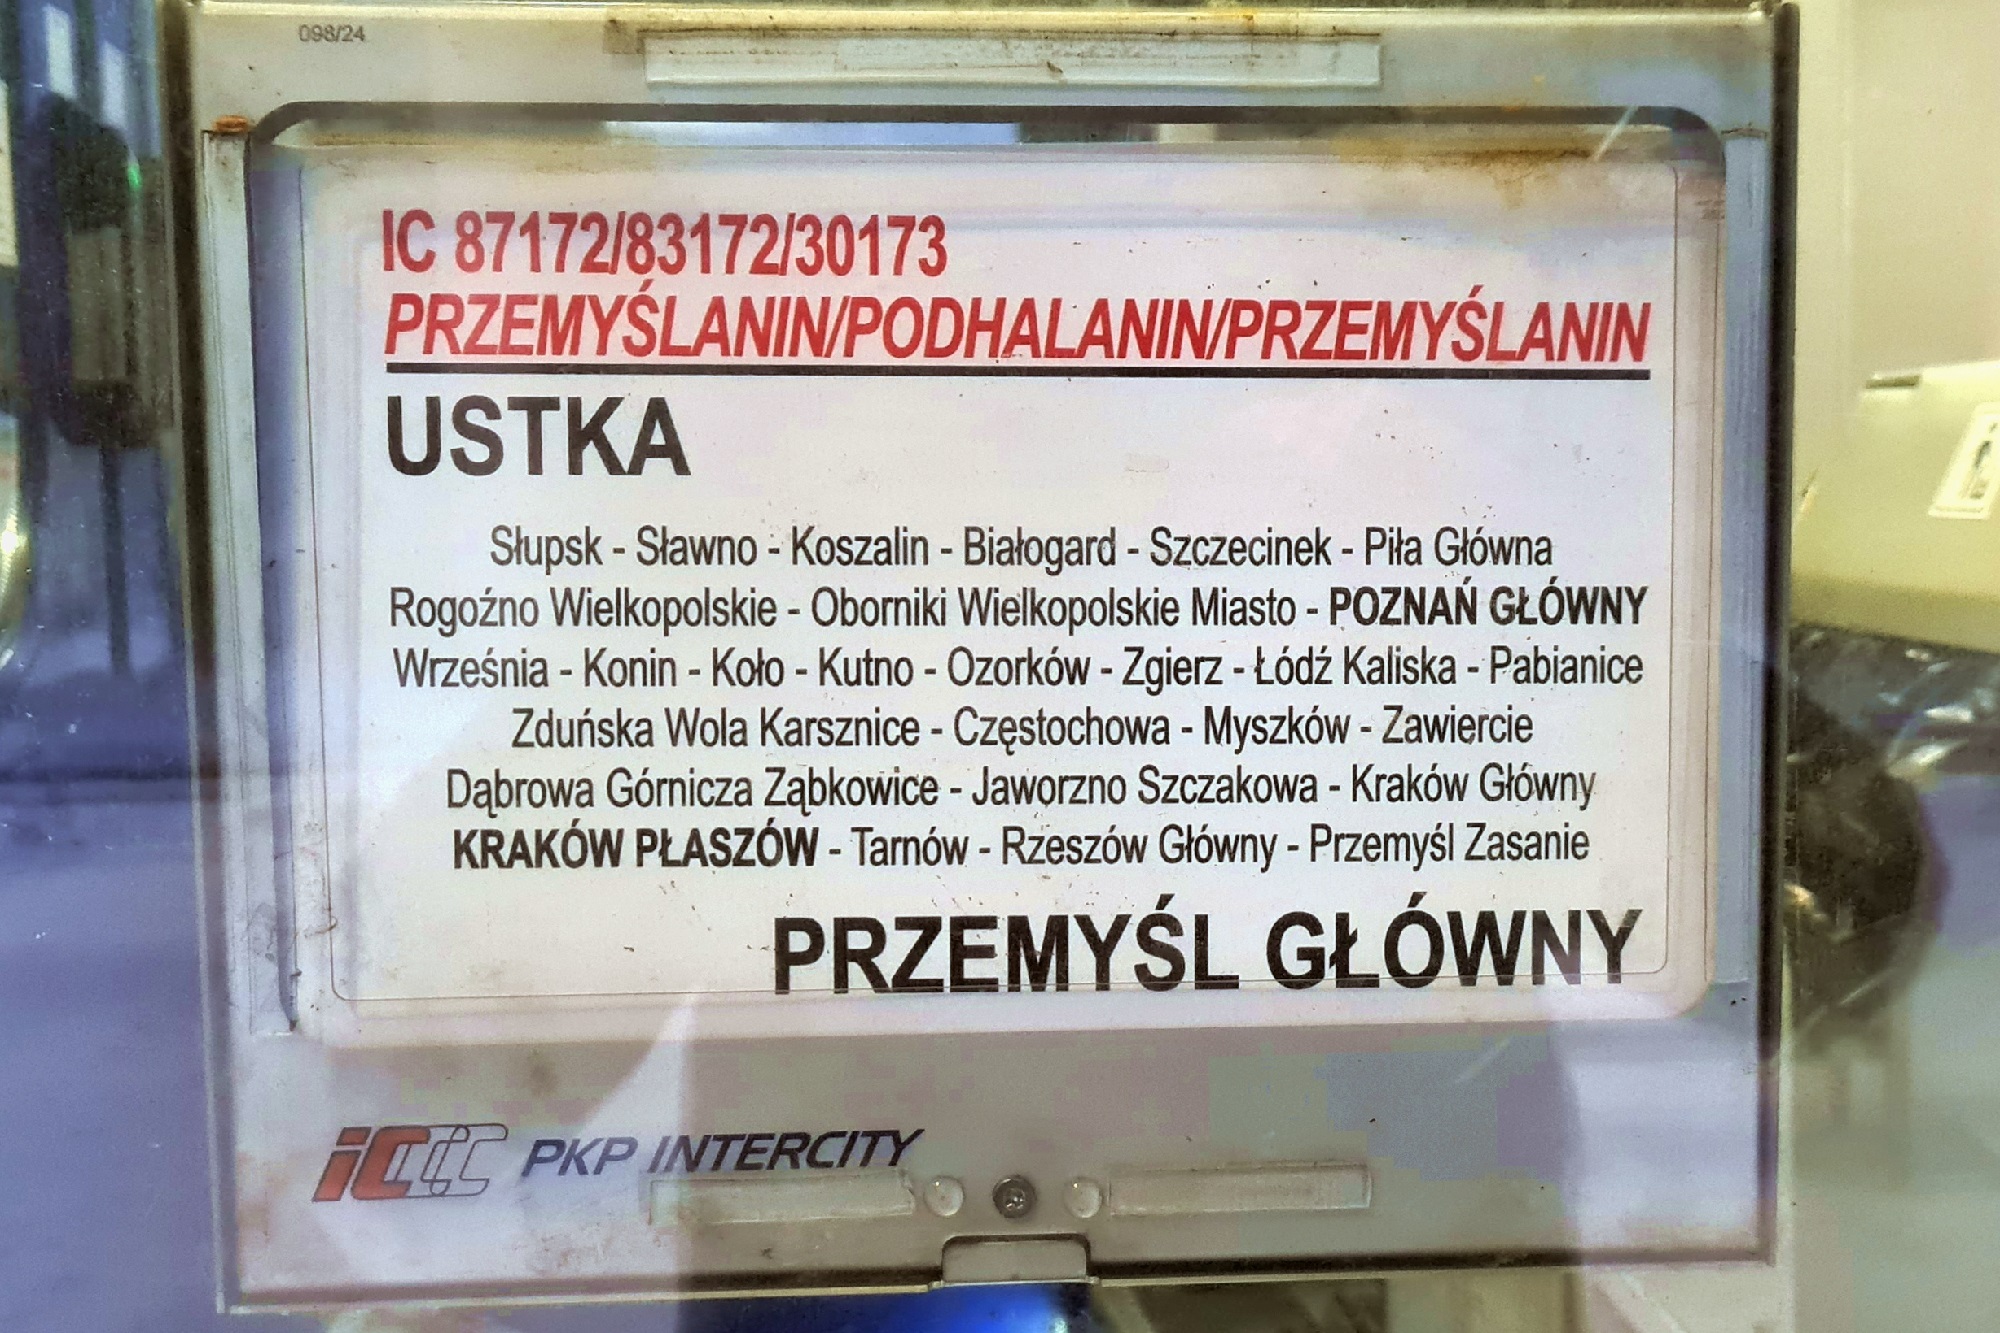 098/24
IC 87172/83172/30173
PRZEMYŚLANIN/PODHALANIN/PRZEMYŚLANIN
USTKA
Słupsk - Sławno - Koszalin - Białogard - Szczecinek - Piła Główna
Rogoźno Wielkopolskie - Oborniki Wielkopolskie Miasto - POZNAŃ GŁÓWNY
Września - Konin - Koło - Kutno - Ozorków - Zgierz - Łódź Kaliska - Pabianice
Zduńska Wola Karsznice - Częstochowa - Myszków - Zawiercie
Dąbrowa Górnicza Ząbkowice - Jaworzno Szczakowa - Kraków Główny
KRAKÓW PŁASZÓW - Tarnów - Rzeszów Główny - Przemyśl Zasanie
PRZEMYŚL GŁÓWNY
iC PKP INTERCITY